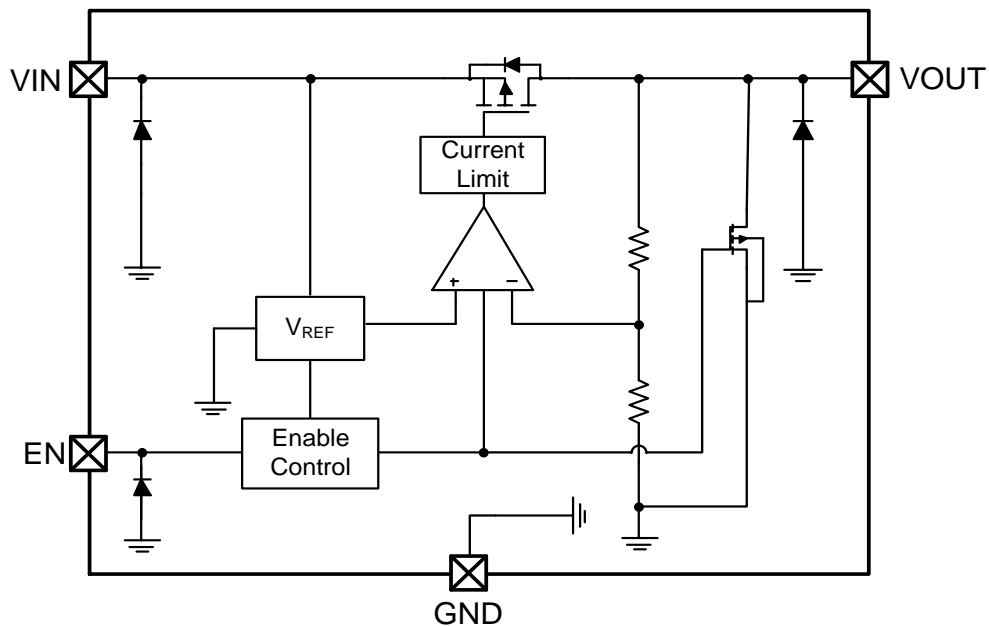 VIN
VOUT
Current
Limit
+ −
VREF
EN
Enable
Control
GND